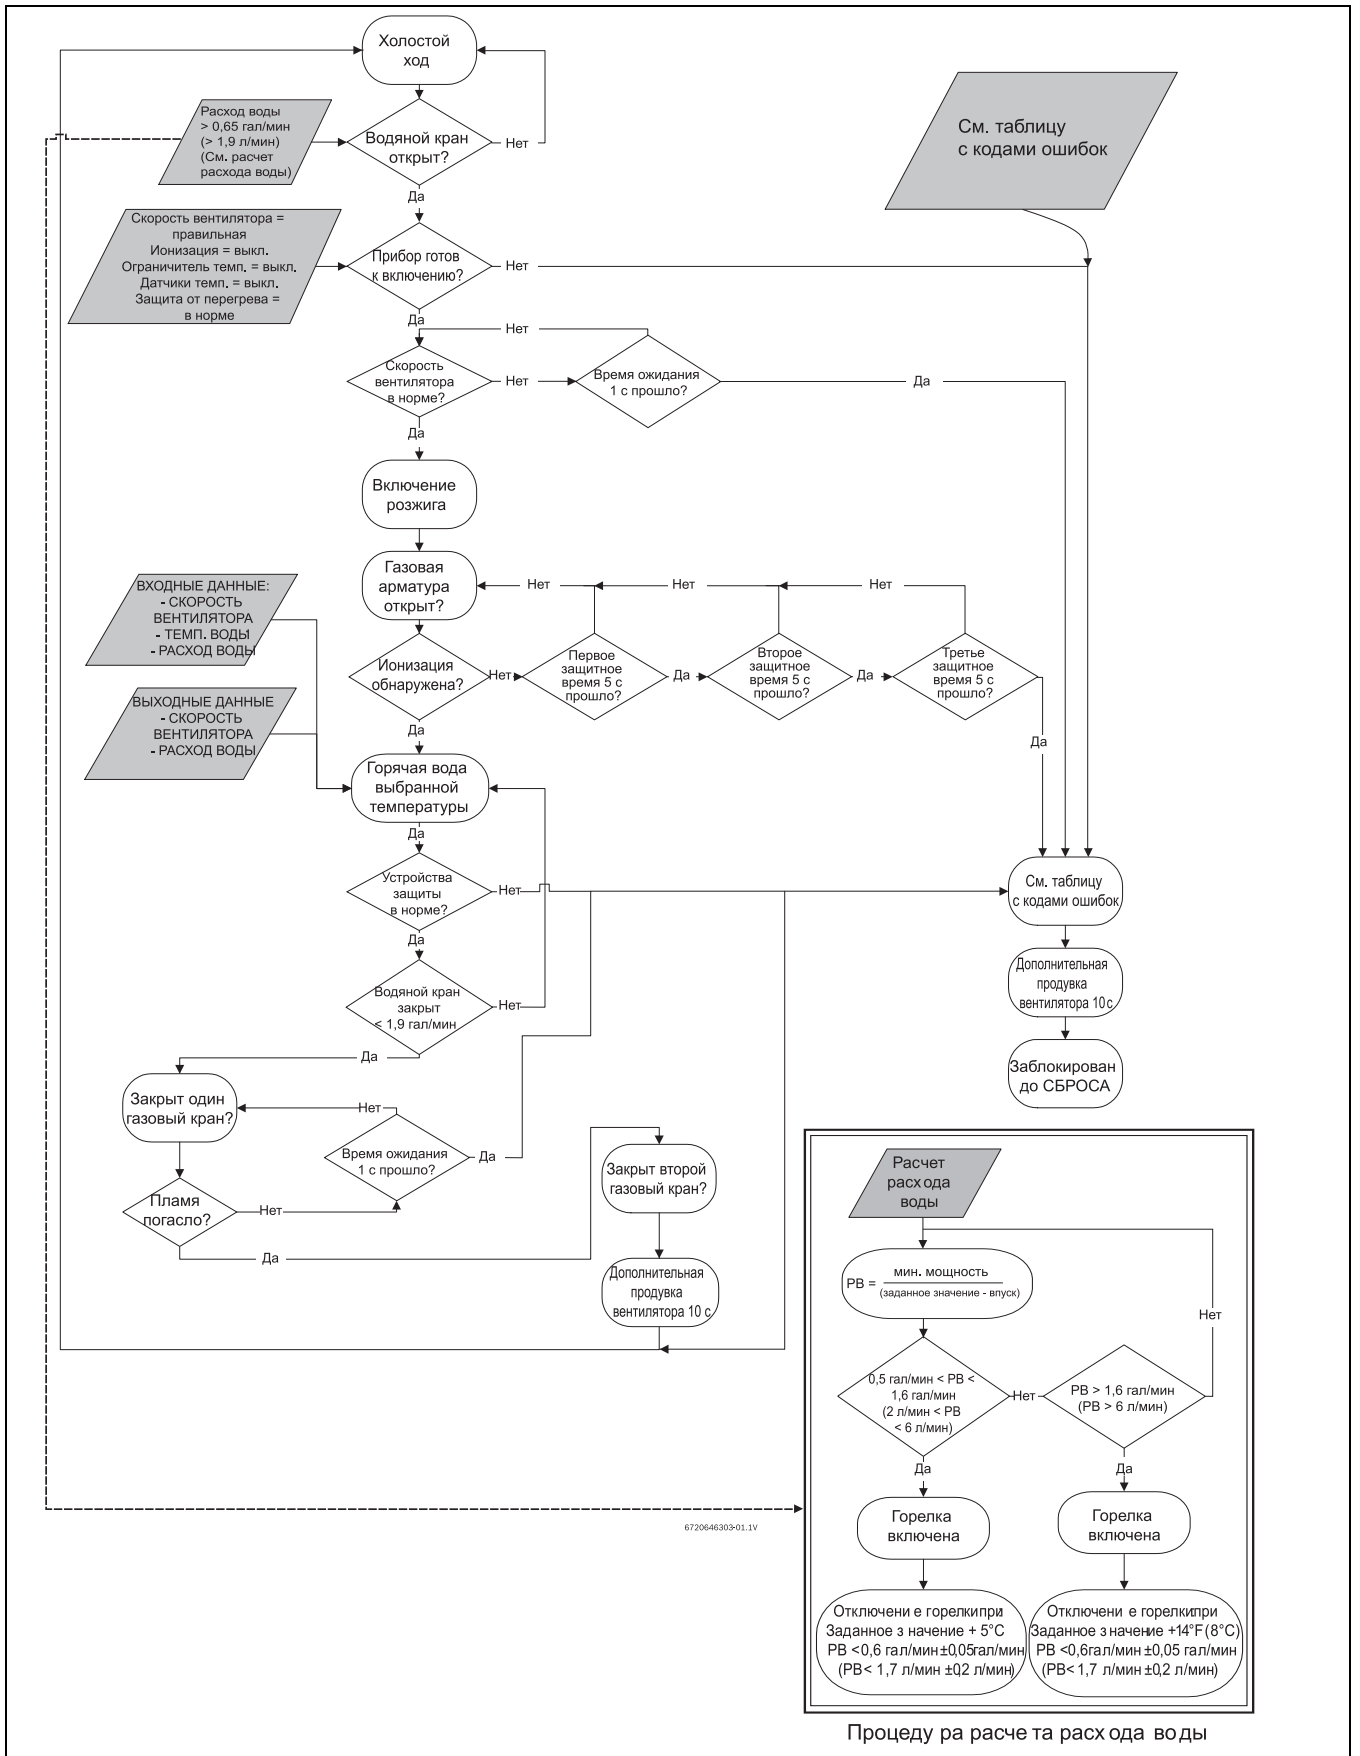 Холостой
ход
Расход воды
> 0,65 гал/мин
(> 1,9 л/мин)
(См. расчет
расхода воды)
Водяной кран
открыт?
Нет
См. таблицу
с кодами ошибок
Да
Скорость вентилятора =
правильная
Ионизация = выкл.
Ограничитель темп. = выкл.
Датчики темп. = выкл.
Защита от перегрева =
в норме
Прибор готов
к включению?
Нет
Да
Нет
Скорость
вентилятора
в норме?
Нет
Время ожидания
1 с прошло?
Да
Да
Включение
розжига
Газовая
арматура
открыт?
Нет
Нет
Нет
ВХОДНЫЕ ДАННЫЕ:
- СКОРОСТЬ
ВЕНТИЛЯТОРА
- ТЕМП. ВОДЫ
- РАСХОД ВОДЫ
Ионизация
обнаружена?
Нет
Первое
защитное
время 5 с
прошло?
Да
Второе
защитное
время 5 с
прошло?
Да
Третье
защитное
время 5 с
прошло?
Да
Да
ВЫХОДНЫЕ ДАННЫЕ
- СКОРОСТЬ
ВЕНТИЛЯТОРА
- РАСХОД ВОДЫ
Горячая вода
выбранной
температуры
Да
Устройства
защиты
в норме?
Нет
См. таблицу
с кодами ошибок
Да
Дополнительная
продувка
вентилятора 10 с.
Водяной кран
закрыт
< 1,9 гал/мин
Нет
Да
Заблокирован
до СБРОСА
Закрыт один
газовый кран?
Нет
Время ожидания
1 с прошло?
Да
Закрыт второй
газовый кран?
Пламя
погасло?
Нет
Да
Дополнительная
продувка
вентилятора 10 с.
Расчет
расх ода
воды
РВ =
мин. мощность
(заданное значение - впуск)
Нет
0,5 гал/мин < РВ <
1,6 гал/мин
(2 л/мин < РВ
< 6 л/мин)
Нет
РВ > 1,6 гал/мин
(РВ > 6 л/мин)
Да
Да
Горелка
включена
Горелка
включена
6720646303-01.1V
Отключени е горелкипри
Заданное з начение + 5°C
РВ <0,6 гал/мин ±0,05гал/мин
(РВ< 1,7 л/мин ±02 л/мин)
Отключени е горелкипри
Заданное з начение +14°F (8°C)
РВ <0,6гал/мин ±0,05 гал/мин
(РВ< 1,7 л/мин ±0,2 л/мин)
Процеду ра расче та расх ода во ды